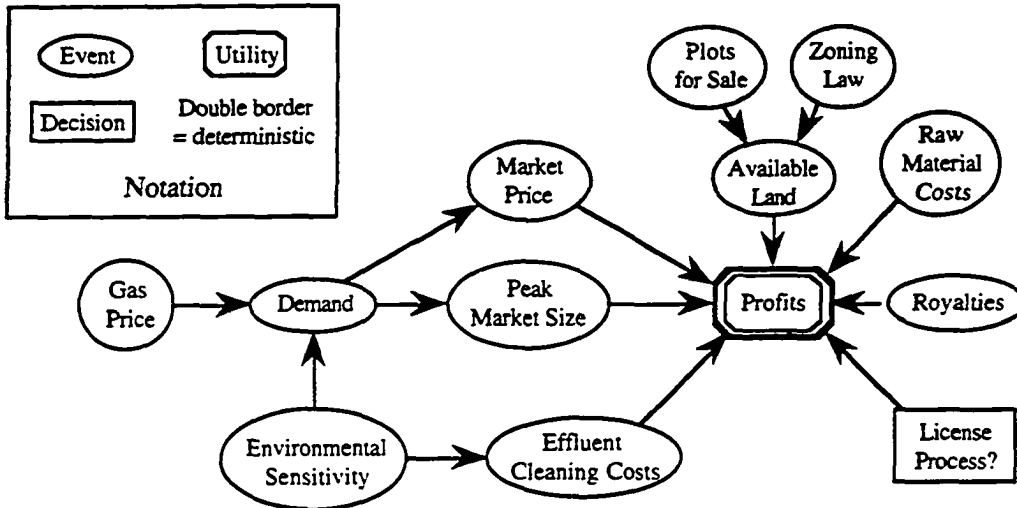 Event
Utility
Decision
Double border
= deterministic
Notation
Plots
for Sale
Zoning
Law
Market
Price
Available
Land
Raw
Material
Costs
Gas
Price
Demand
Peak
Market Size
Profits
Royalties
Environmental
Sensitivity
Effluent
Cleaning Costs
License
Process?